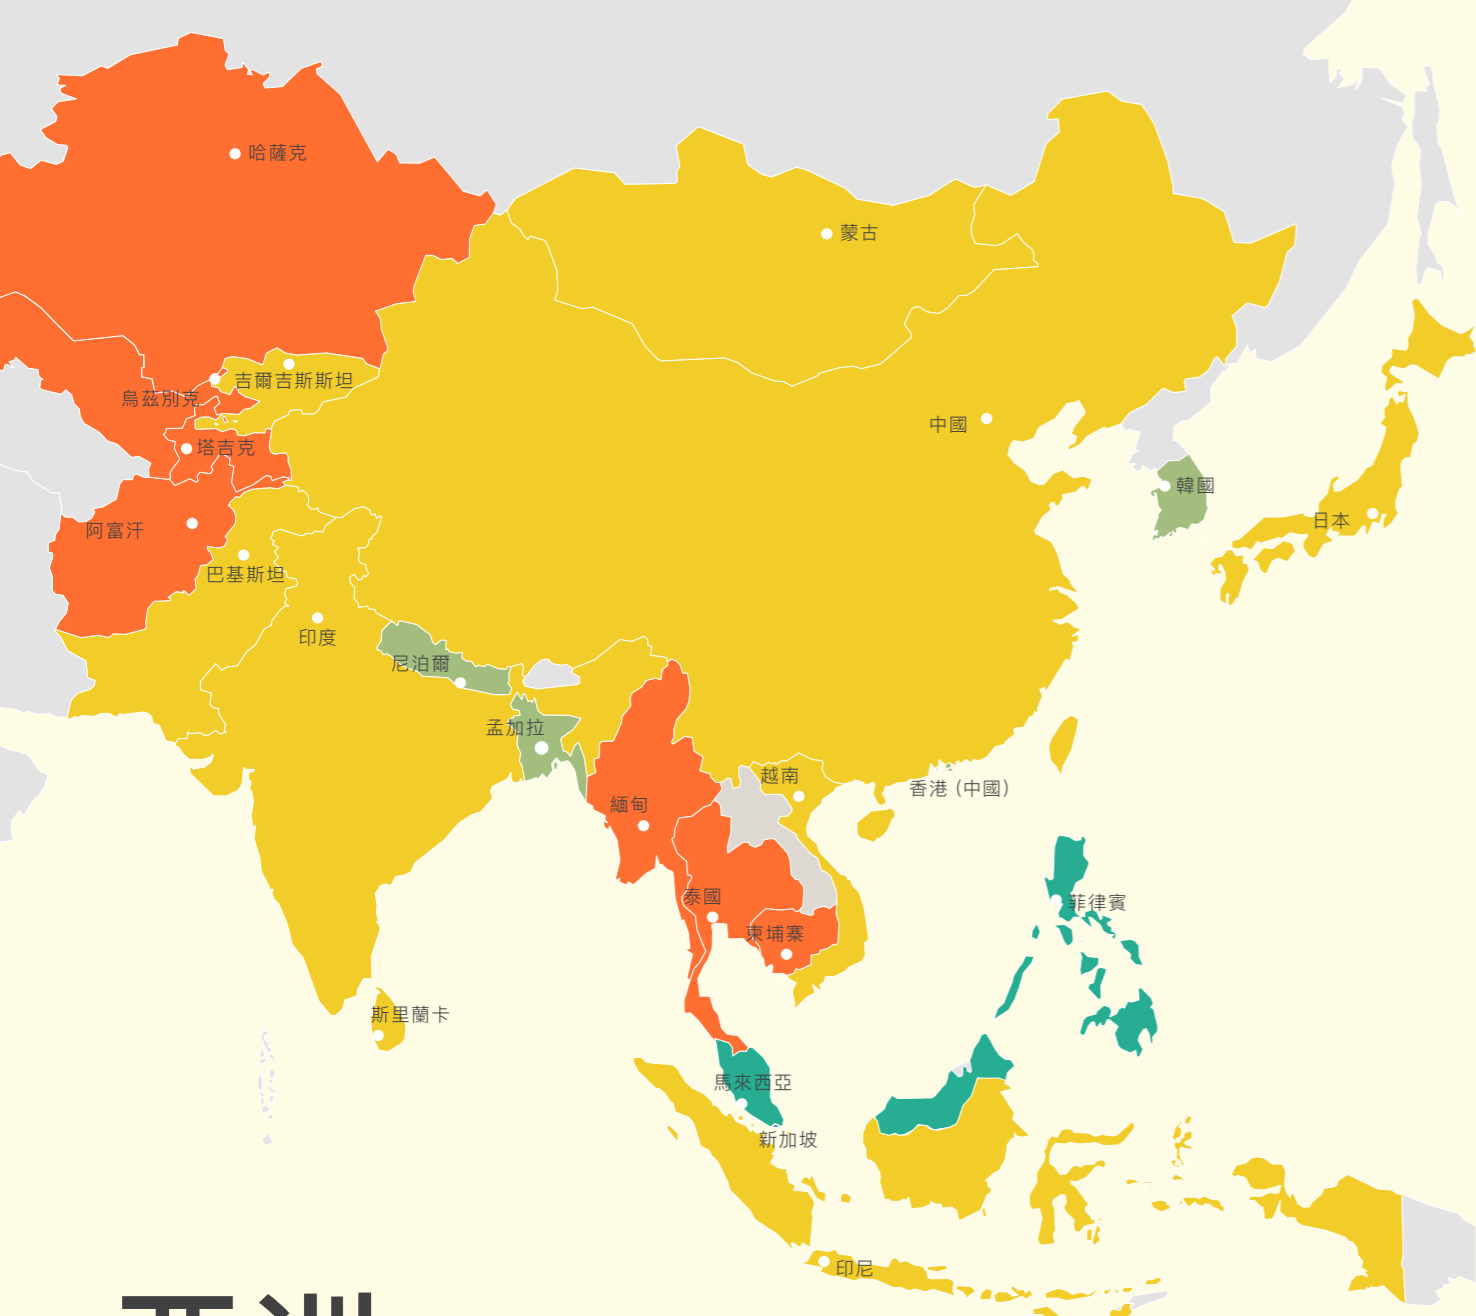 哈薩克
蒙古
吉爾吉斯斯坦
烏茲別克
中國
塔吉克
韓國
日本
阿富汗
巴基斯坦
印度
尼泊爾
孟加拉
越南
香港 (中國)
緬甸
泰國
菲律賓
柬埔寨
斯里蘭卡
馬來西亞
新加坡
印尼